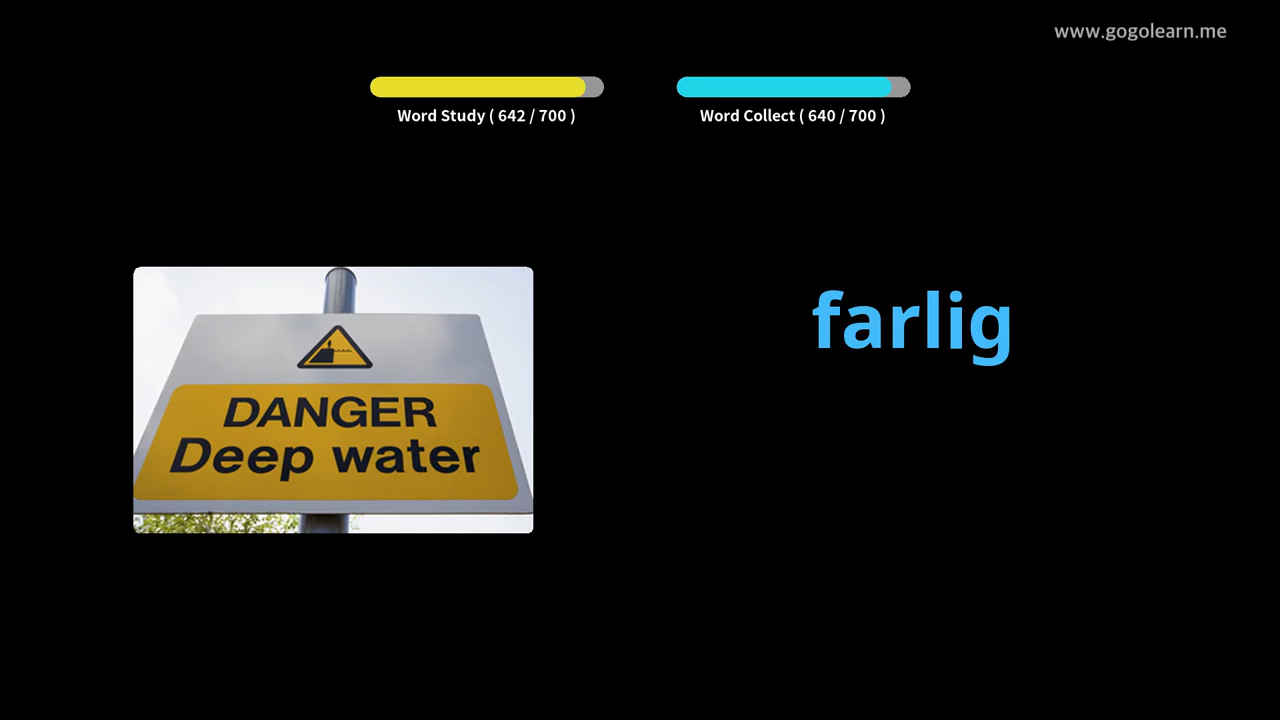 www.gogolearn.me
Word Study ( 642 / 700 )
Word Collect ( 640 / 700 )
farlig
DANGER
Deep water